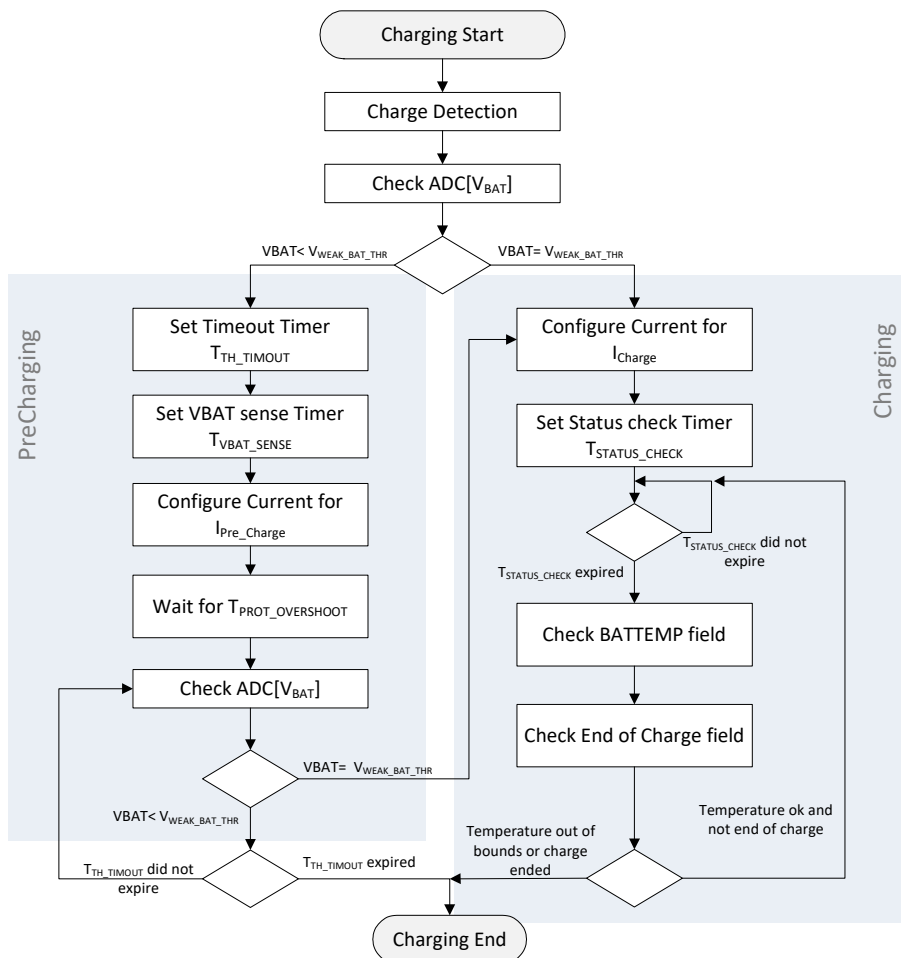 Charging Start
Charge Detection
Check ADC[VBAT]
VBAT< VWEAK_BAT_THR
VBAT= VWEAK_BAT_THR
PreCharging
Set Timeout Timer
TTH_TIMOUT
Set VBAT sense Timer
TVBAT_SENSE
Configure Current for
IPre_Charge
Wait for TPROT_OVERSHOOT
Check ADC[VBAT]
VBAT= VWEAK_BAT_THR
VBAT< VWEAK_BAT_THR
TTH_TIMOUT did not
expire
TTH_TIMOUT expired
Charging
Configure Current for
ICharge
Set Status check Timer
TSTATUS_CHECK
TSTATUS_CHECK did not
expire
TSTATUS_CHECK expired
Check BATTEMP field
Check End of Charge field
Temperature ok and
not end of charge
Temperature out of
bounds or charge
ended
Charging End